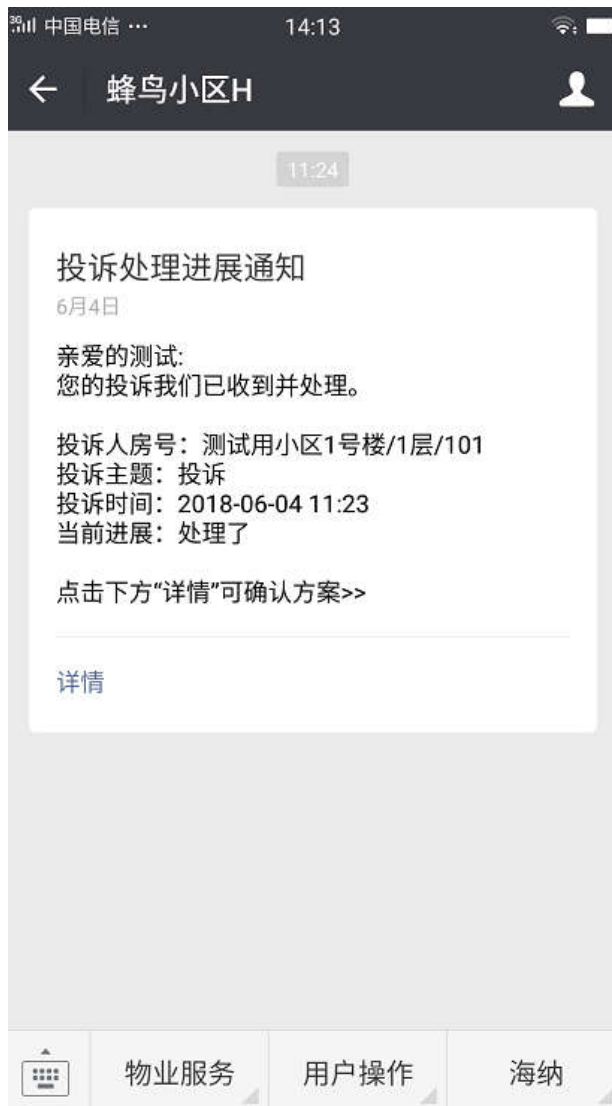 3G 中国电信 ··· 14:13
蜂鸟小区H
11:24
投诉处理进展通知
6月4日
亲爱的测试:
您的投诉我们已收到并处理。
投诉人房号：测试用小区1号楼/1层/101
投诉主题：投诉
投诉时间：2018-06-04 11:23
当前进展：处理了
点击下方“详情”可确认方案>>
详情
物业服务 用户操作 海纳